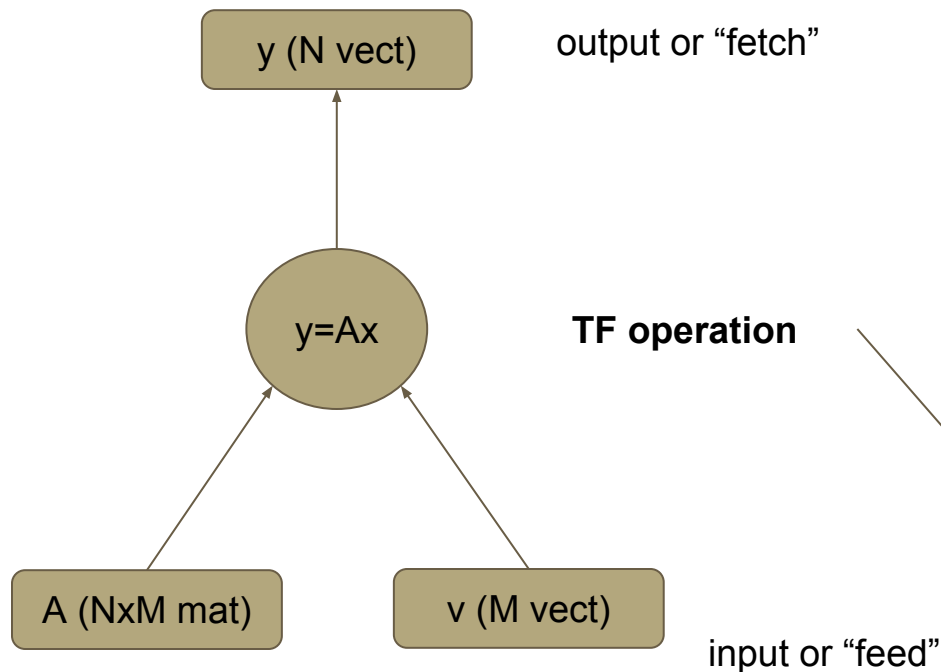 y (N vect)
output or “fetch”
y=Ax
TF operation
A (NxM mat)
v (M vect)
input or “feed”